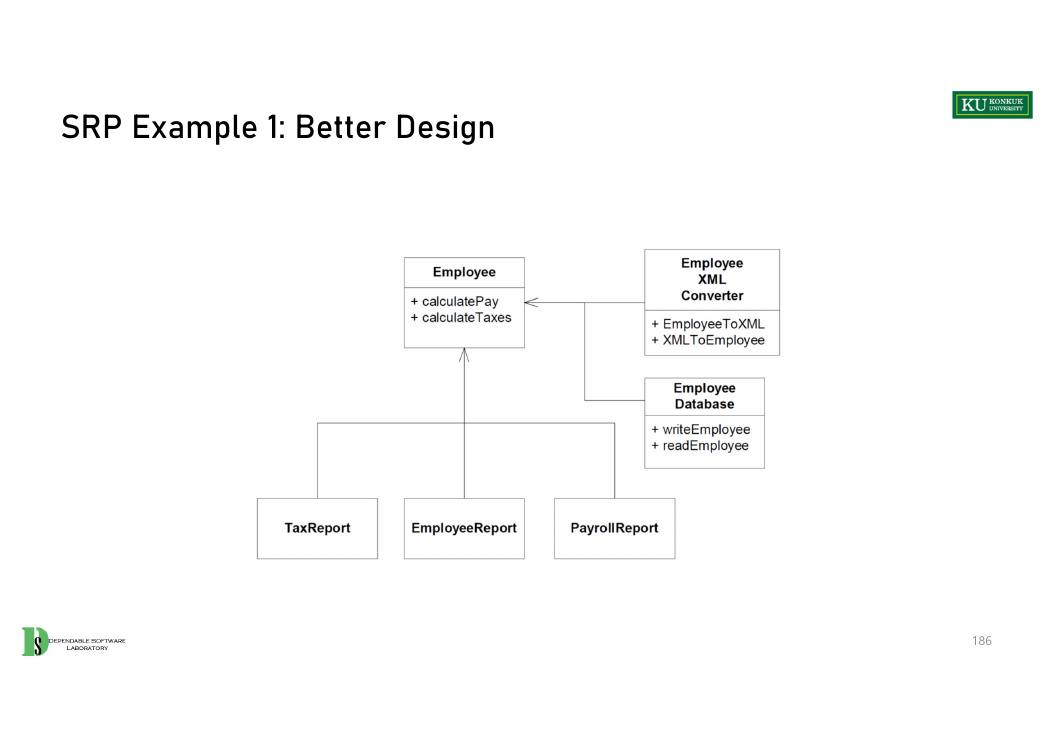 KU KONKUK
UNIVERSITY
SRP Example 1: Better Design
Employee
+ calculatePay
+ calculateTaxes
Employee
XML
Converter
+ EmployeeToXML
+ XMLToEmployee
Employee
Database
+ writeEmployee
+ readEmployee
TaxReport
EmployeeReport
PayrollReport
DS
DEPENDABLE SOFTWARE
LABORATORY
186